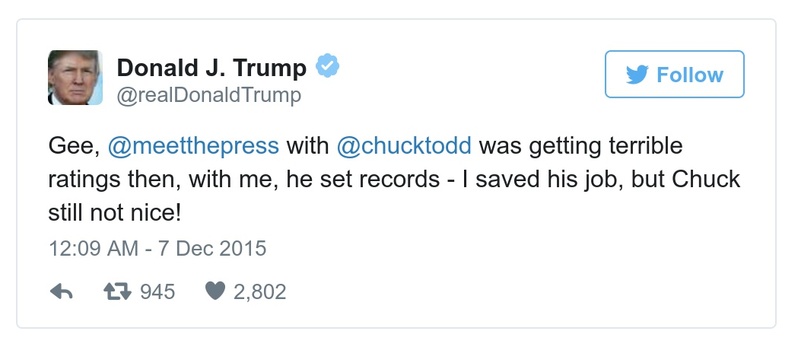 Donald J. Trump
@realDonaldTrump
Follow
Gee, @meetthepress with @chucktodd was getting terrible
ratings then, with me, he set records - I saved his job, but Chuck
still not nice!
12:09 AM - 7 Dec 2015
945 2,802